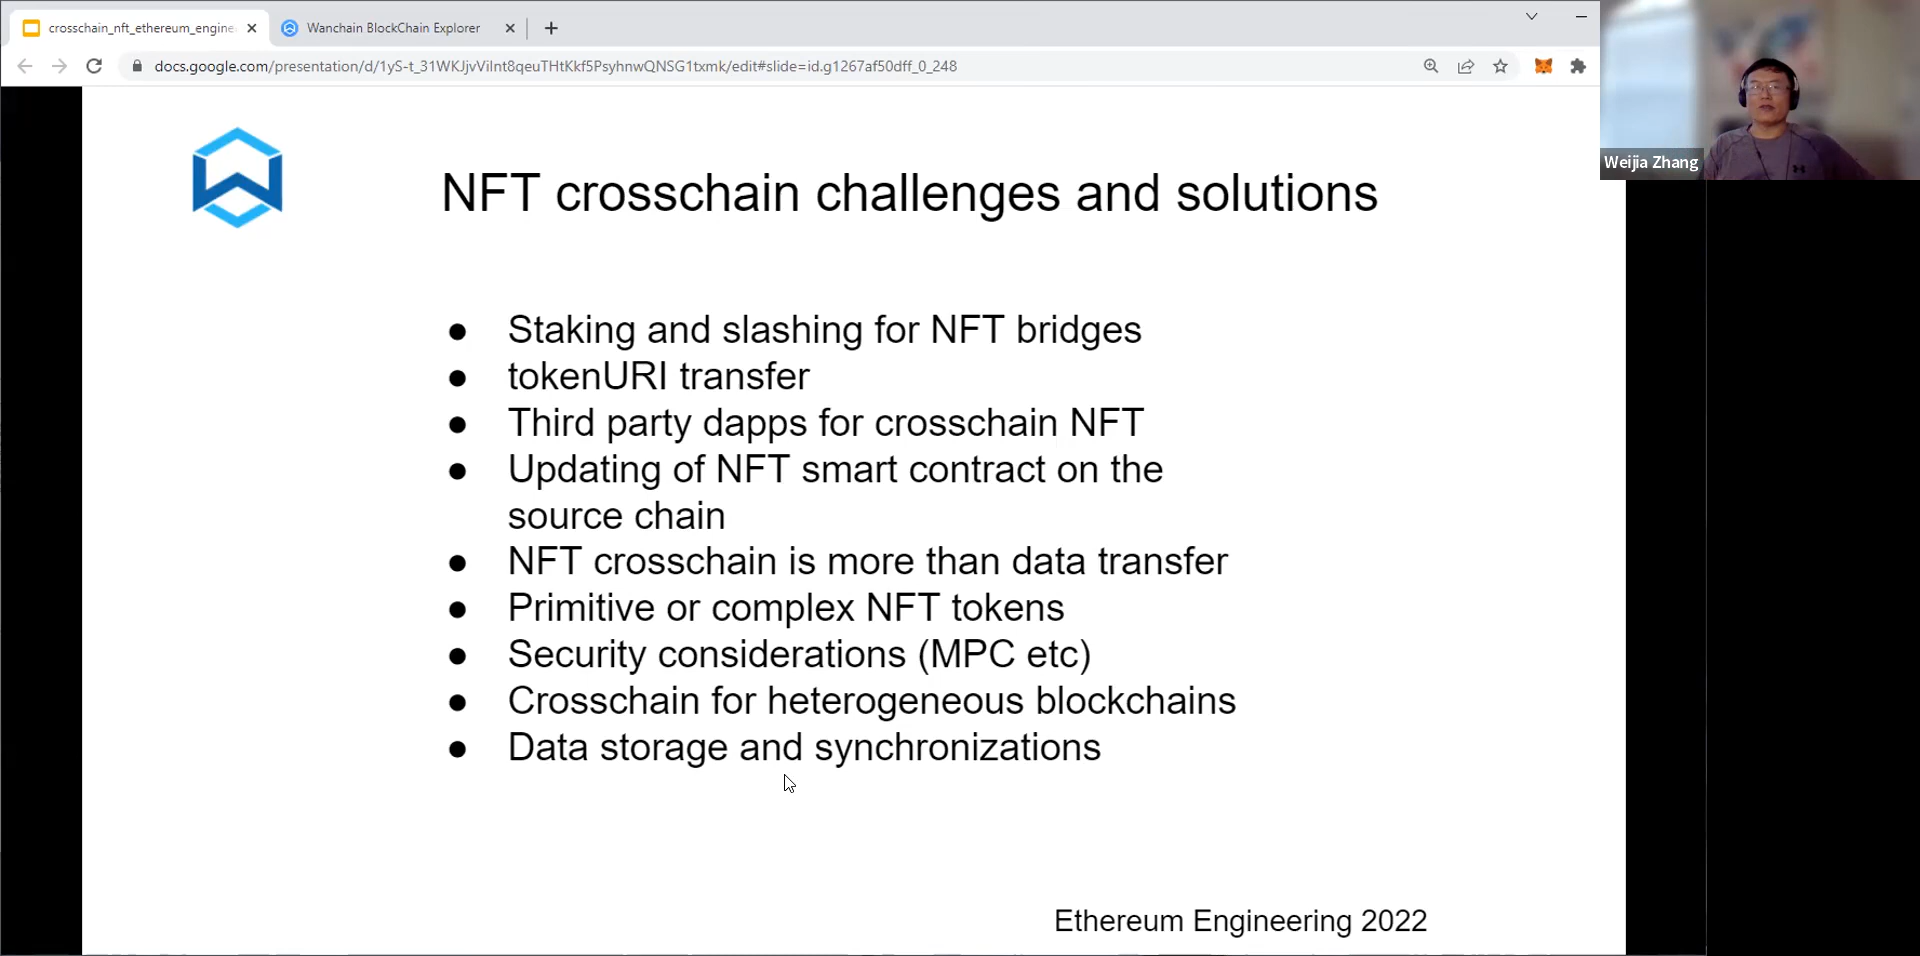 crosschain_nft_ethereum_engine
Wanchain BlockChain Explorer
docs.google.com/presentation/d/1yS-t_31WKJjvViInt8qeuTHtKkf5PsyhnwQNSG1txmk/edit#slide=id.g1267af50dff_0_248
Weijia Zhang
NFT crosschain challenges and solutions
● Staking and slashing for NFT bridges
● tokenURI transfer
● Third party dapps for crosschain NFT
● Updating of NFT smart contract on the
source chain
● NFT crosschain is more than data transfer
● Primitive or complex NFT tokens
● Security considerations (MPC etc)
● Crosschain for heterogeneous blockchains
● Data storage and synchronizations
Ethereum Engineering 2022